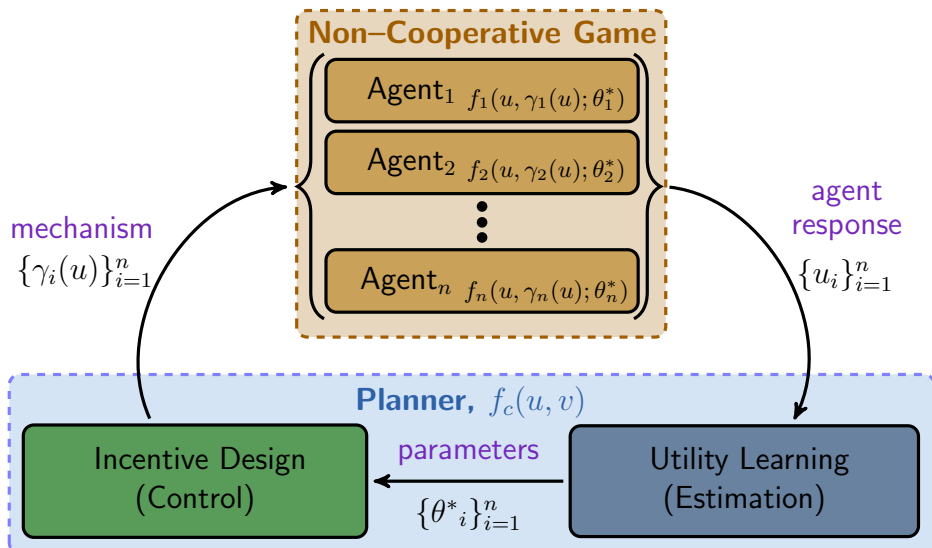 Non–Cooperative Game
Agent₁ f₁(u, γ₁(u); θ₁*)
Agent₂ f₂(u, γ₂(u); θ₂*)
Agentₙ fₙ(u, γₙ(u); θₙ*)
mechanism
{γᵢ(u)}ⁿᵢ₌₁
agent
response
{uᵢ}ⁿᵢ₌₁
Planner, f_c(u, v)
Incentive Design
(Control)
parameters
{θ*ᵢ}ⁿᵢ₌₁
Utility Learning
(Estimation)